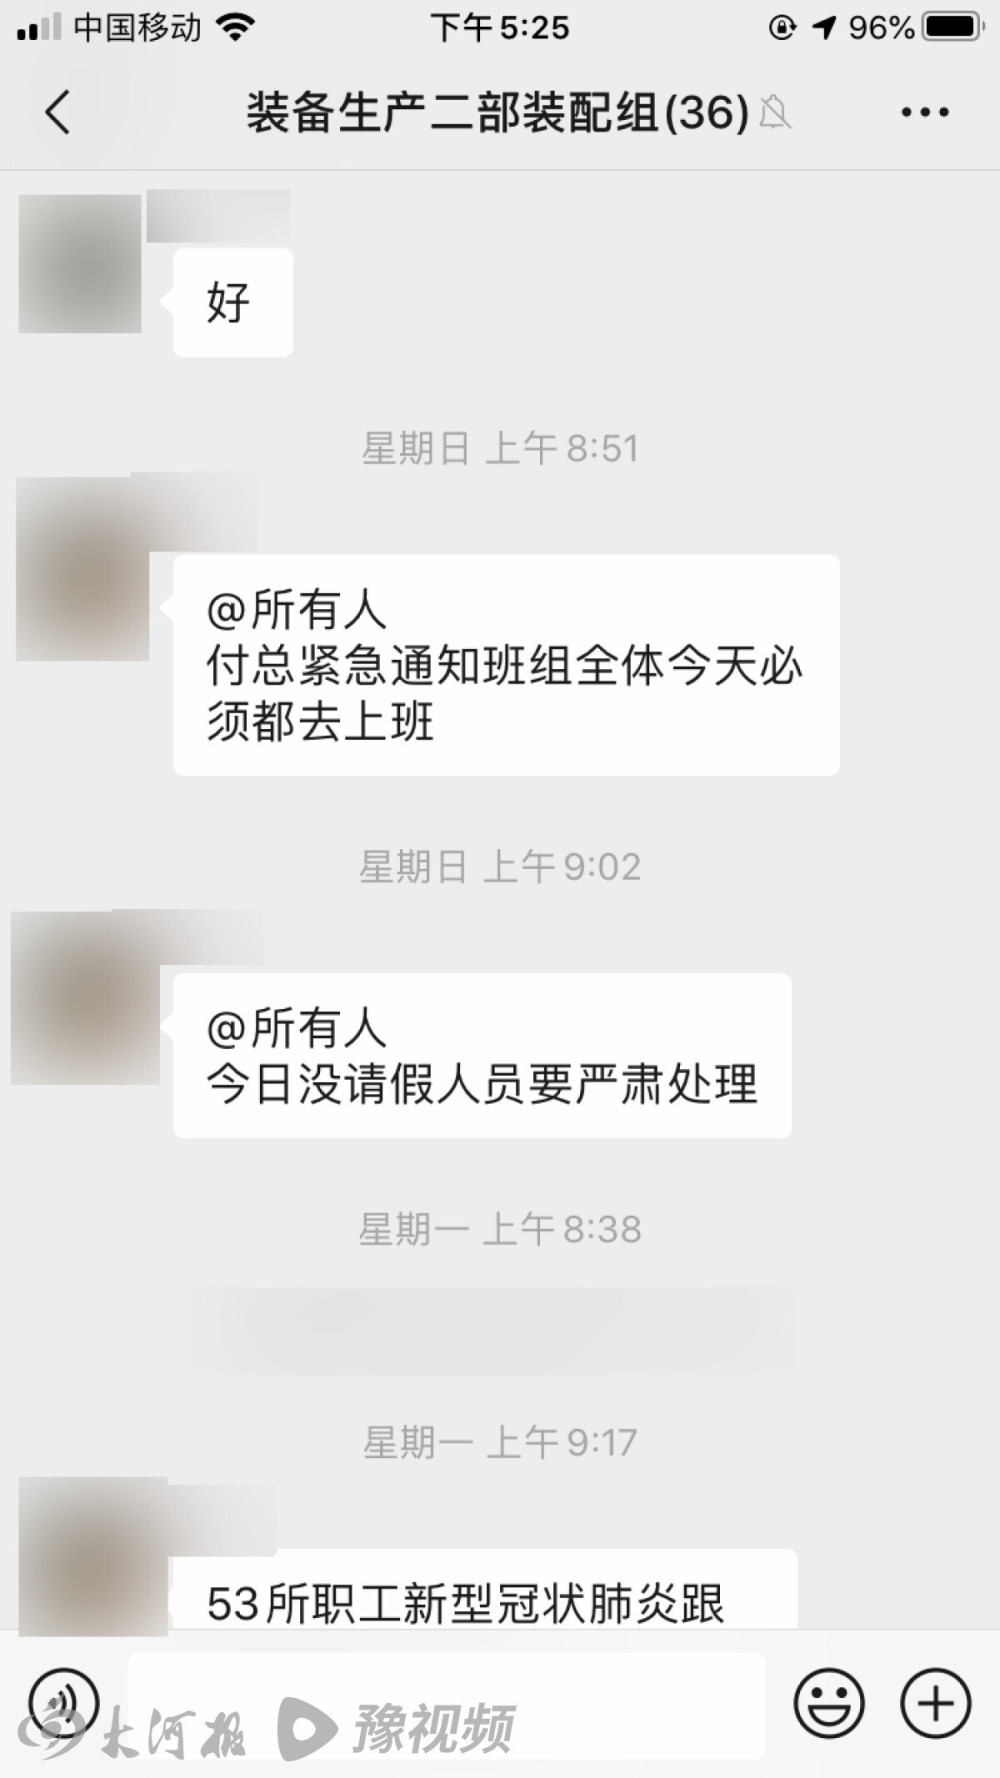 中国移动 下午5:25 96%
装备生产二部装配组(36)
好
星期日 上午8:51
@所有人
付总紧急通知班组全体今天必
须都去上班
星期日 上午9:02
@所有人
今日没请假人员要严肃处理
星期一 上午8:38
星期一 上午9:17
53所职工新型冠状肺炎跟
大河报 豫视频